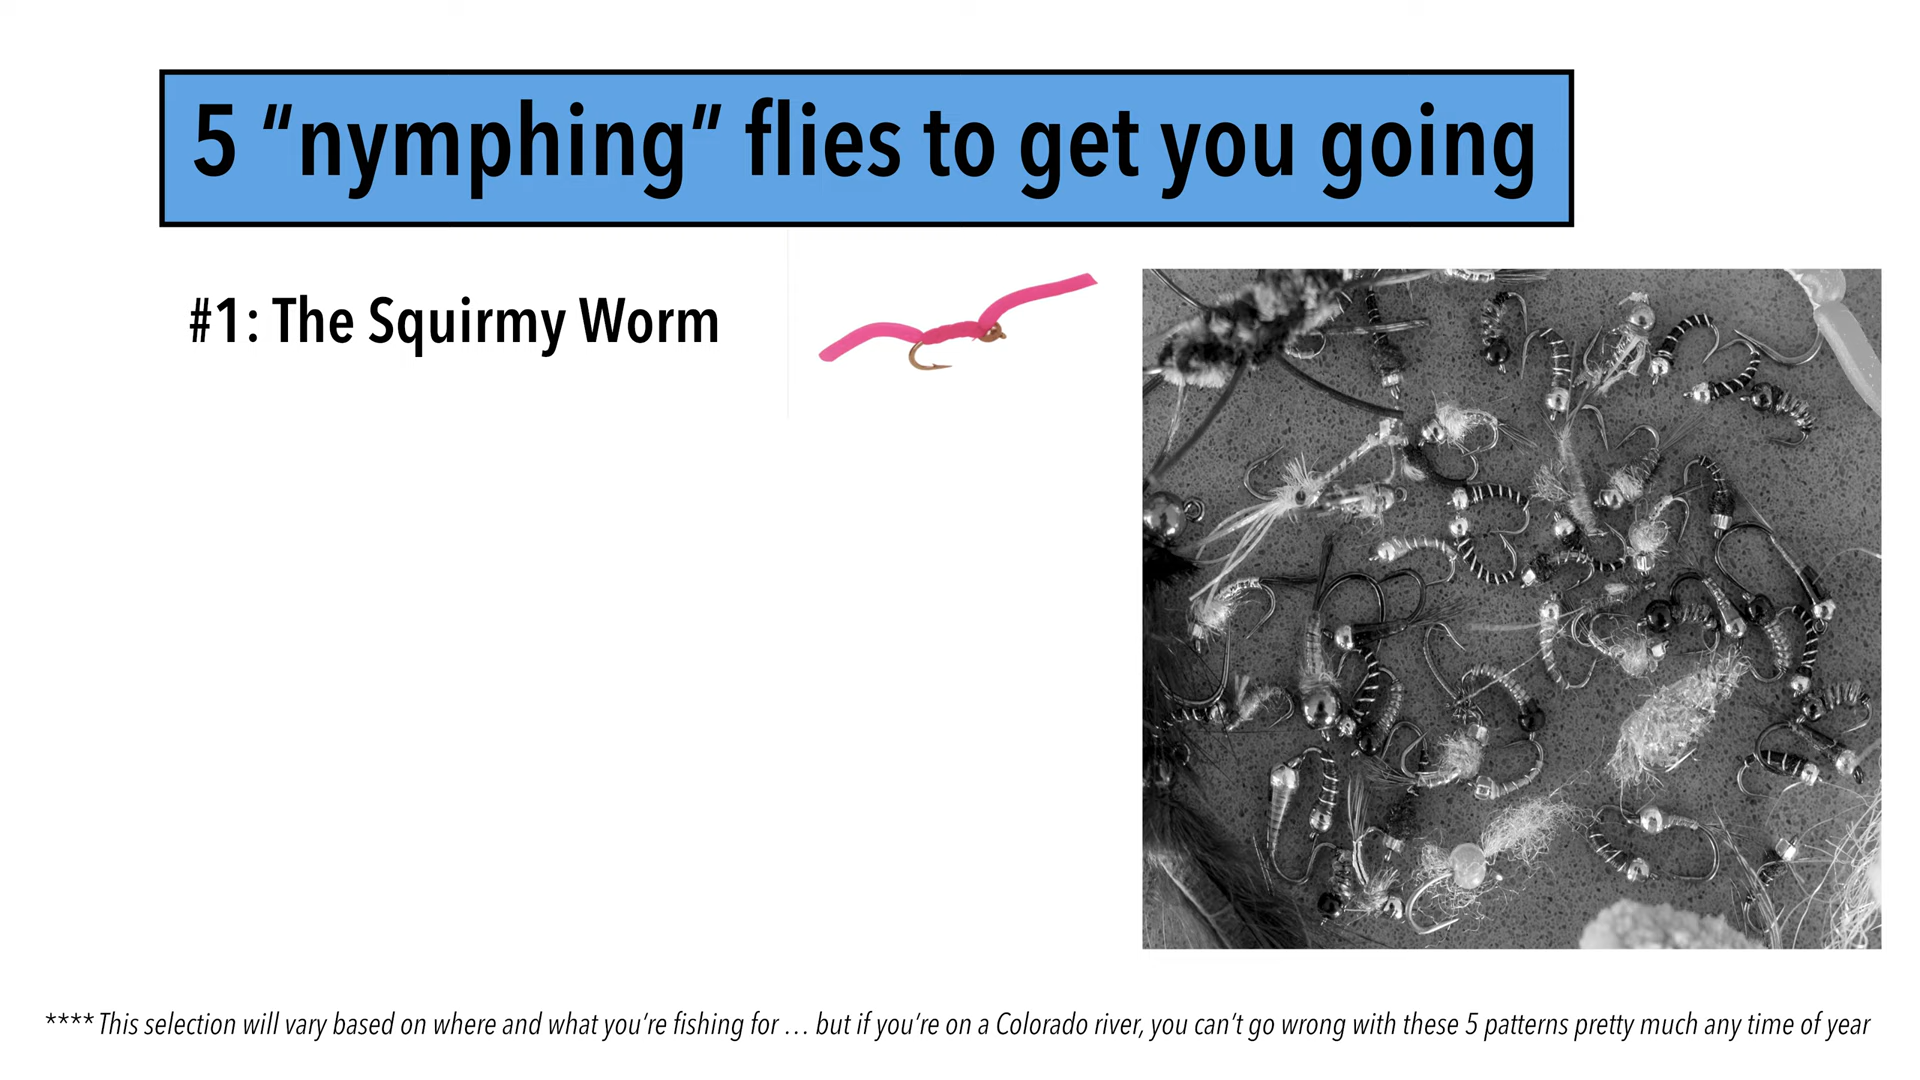 5 “nymphing” flies to get you going
#1: The Squirmy Worm
**** This selection will vary based on where and what you’re fishing for … but if you’re on a Colorado river, you can’t go wrong with these 5 patterns pretty much any time of year